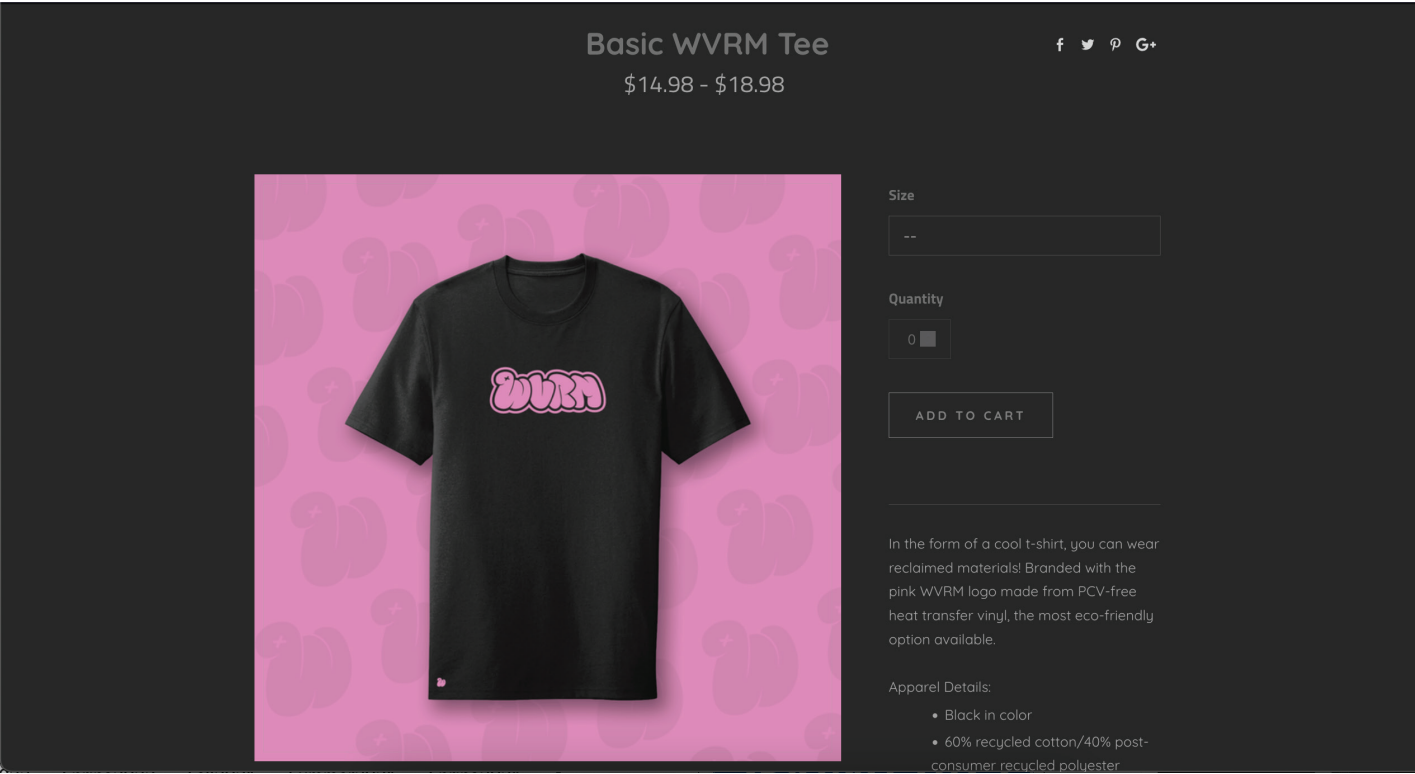 Basic WVRM Tee
$14.98 - $18.98
WVRM
Size
--
Quantity
0
ADD TO CART
In the form of a cool t-shirt, you can wear
reclaimed materials! Branded with the
pink WVRM logo made from PCV-free
heat transfer vinyl, the most eco-friendly
option available.
Apparel Details:
• Black in color
• 60% recycled cotton/40% post-
consumer recycled polyester